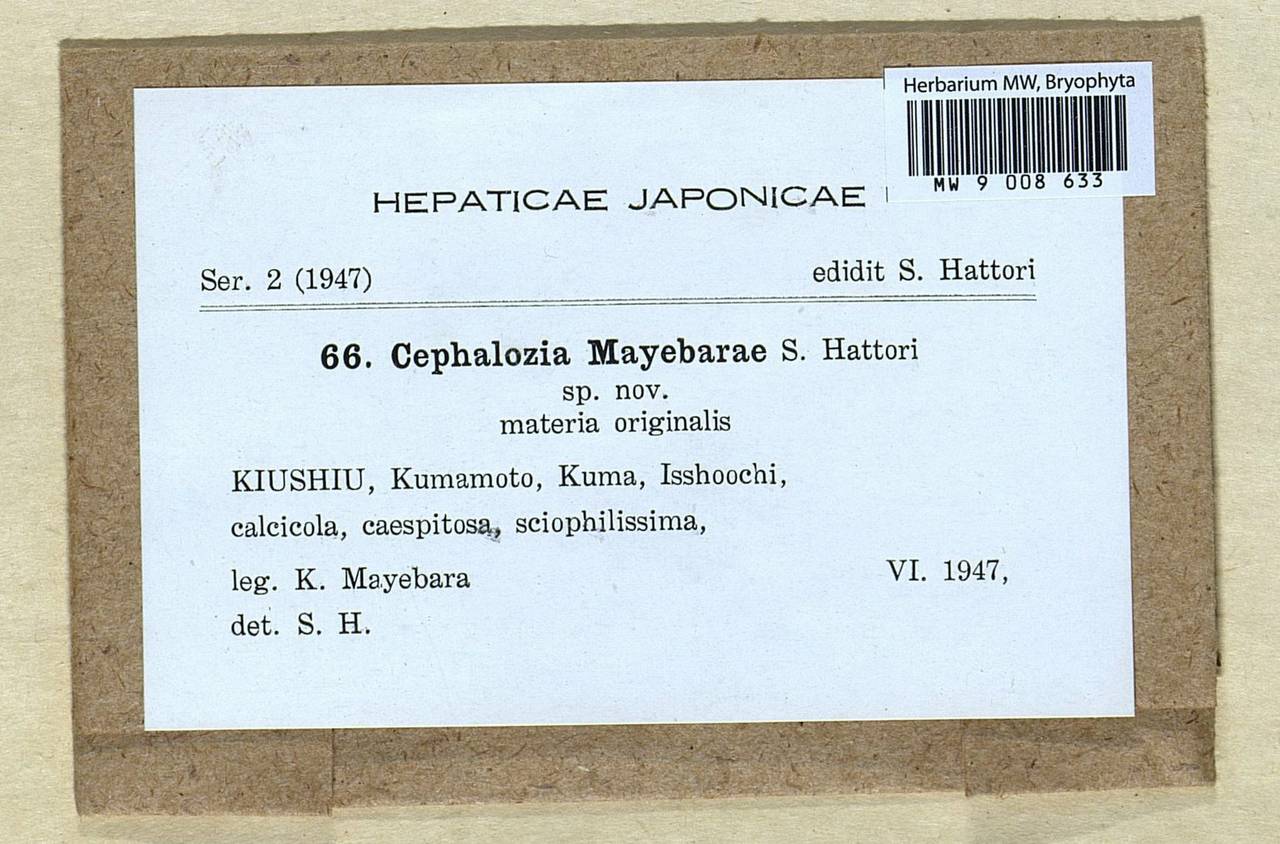 Herbarium MW, Bryophyta
MW 9 008 633
HEPATICAE JAPONICAE
Ser. 2 (1947) edidit S. Hattori
66. Cephalozia Mayebarae S. Hattori
sp. nov.
materia originalis
KIUSHIU, Kumamoto, Kuma, Isshoochi,
calcicola, caespitosa, sciophilissima,
leg. K. Mayebara VI. 1947,
det. S. H.